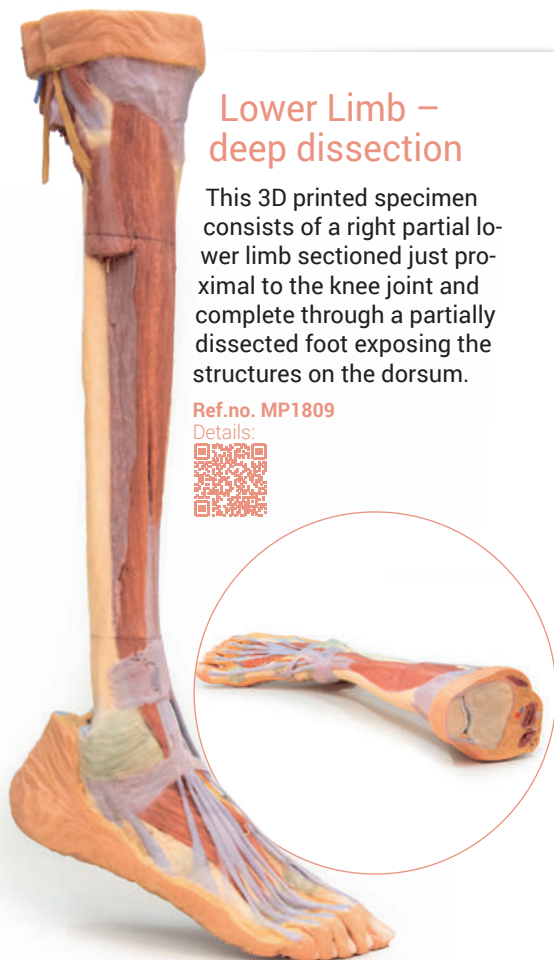 Lower Limb –
deep dissection
This 3D printed specimen
consists of a right partial lo-
wer limb sectioned just pro-
ximal to the knee joint and
complete through a partially
dissected foot exposing the
structures on the dorsum.
Ref.no. MP1809
Details: